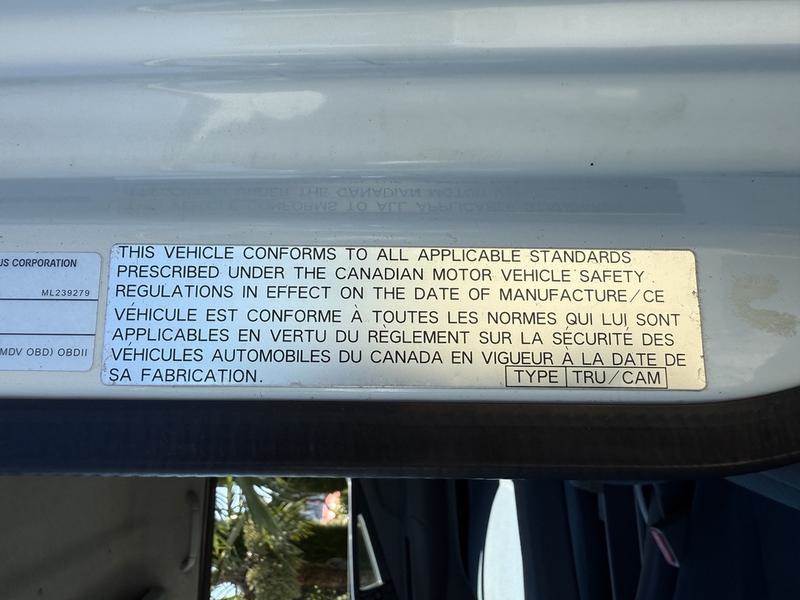 US CORPORATION
ML239279
MDV OBD) OBDII
THIS VEHICLE CONFORMS TO ALL APPLICABLE STANDARDS
PRESCRIBED UNDER THE CANADIAN MOTOR VEHICLE SAFETY
REGULATIONS IN EFFECT ON THE DATE OF MANUFACTURE/CE
VÉHICULE EST CONFORME À TOUTES LES NORMES QUI LUI SONT
APPLICABLES EN VERTU DU RÈGLEMENT SUR LA SÉCURITÉ DES
VÉHICULES AUTOMOBILES DU CANADA EN VIGUEUR À LA DATE DE
SA FABRICATION.
TYPE TRU/CAM